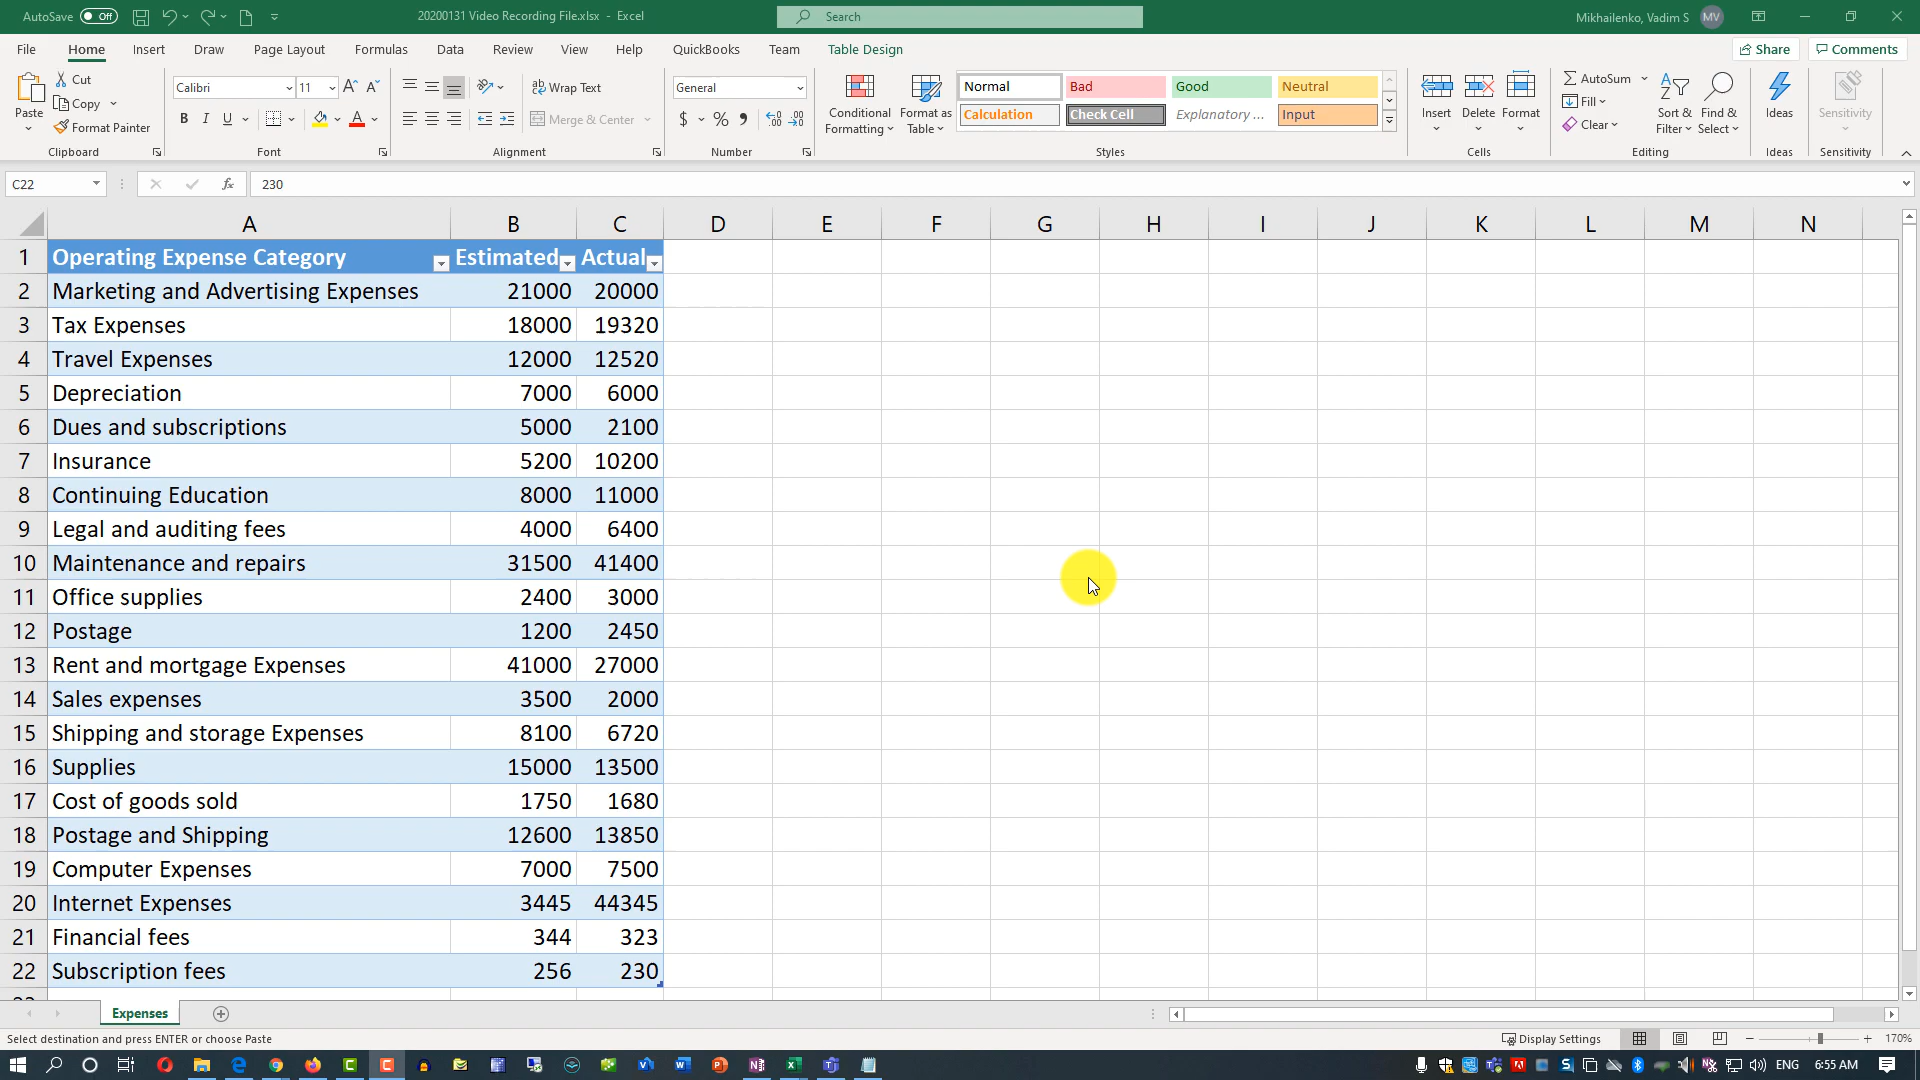 AutoSave Off 20200131 Video Recording File.xlsx - Excel Search Mikhailenko, Vadim S MV
File Home Insert Draw Page Layout Formulas Data Review View Help QuickBooks Team Table Design Share Comments
Paste Cut Copy Format Painter Clipboard
Calibri 11 B I U Font
Wrap Text Merge & Center Alignment
General $ % Number
Conditional Formatting Format as Table
Normal Bad Good Neutral
Calculation Check Cell Explanatory ... Input
Styles
Insert Delete Format Cells
AutoSum Fill Clear Sort & Filter Find & Select Editing
Ideas Ideas
Sensitivity Sensitivity
C22 fx 230
A B C D E F G H I J K L M N
1 Operating Expense Category Estimated Actual
2 Marketing and Advertising Expenses 21000 20000
3 Tax Expenses 18000 19320
4 Travel Expenses 12000 12520
5 Depreciation 7000 6000
6 Dues and subscriptions 5000 2100
7 Insurance 5200 10200
8 Continuing Education 8000 11000
9 Legal and auditing fees 4000 6400
10 Maintenance and repairs 31500 41400
11 Office supplies 2400 3000
12 Postage 1200 2450
13 Rent and mortgage Expenses 41000 27000
14 Sales expenses 3500 2000
15 Shipping and storage Expenses 8100 6720
16 Supplies 15000 13500
17 Cost of goods sold 1750 1680
18 Postage and Shipping 12600 13850
19 Computer Expenses 7000 7500
20 Internet Expenses 3445 44345
21 Financial fees 344 323
22 Subscription fees 256 230
Expenses
Select destination and press ENTER or choose Paste Display Settings 170%
ENG 6:55 AM